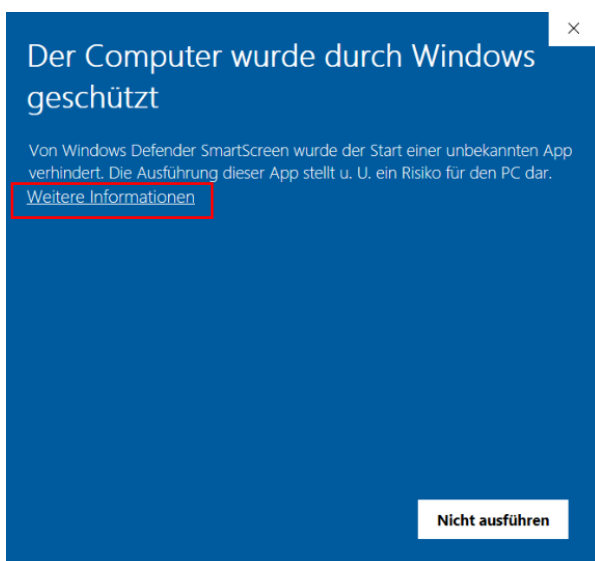 Der Computer wurde durch Windows
geschützt
Von Windows Defender SmartScreen wurde der Start einer unbekannten App
verhindert. Die Ausführung dieser App stellt u. U. ein Risiko für den PC dar.
Weitere Informationen
Nicht ausführen